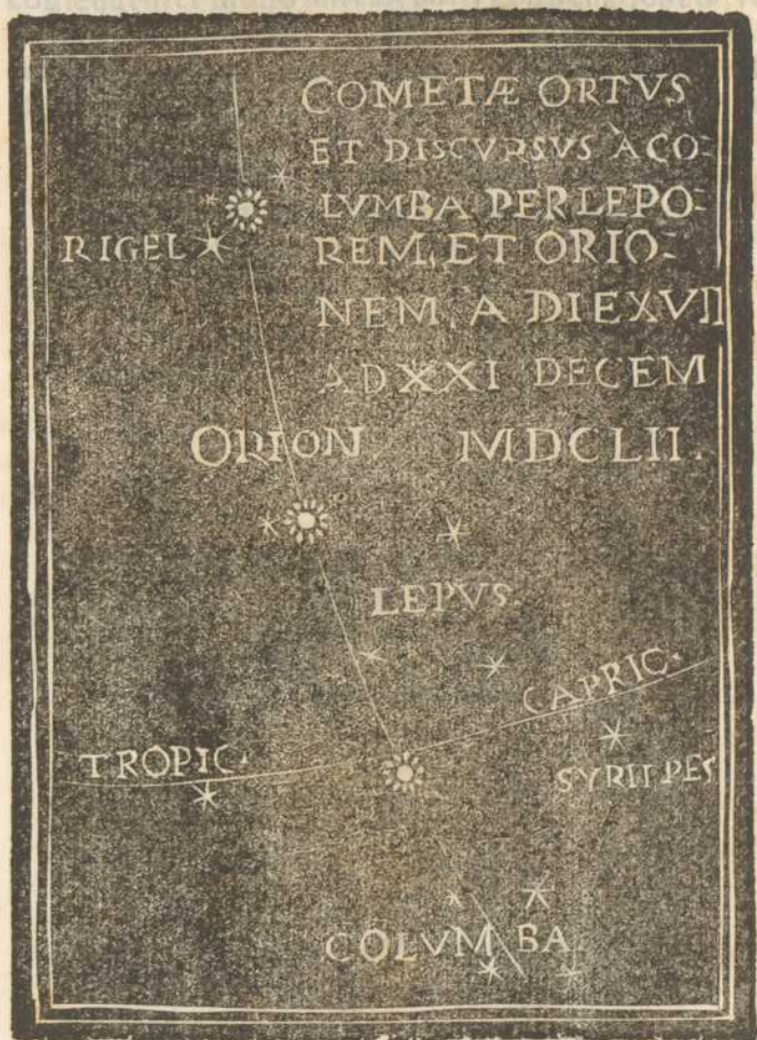 COMETÆ ORTVS
ET DISCVRSVS A CO=
LVMBA PER LEPO=
RIGEL
REM, ET ORIO=
NEM, A DIE XVII
AD XXI DECEM
ORION
MDCLII.
LEPVS.
CAPRIC.
TROPIC.
SYRII PES
COLVMBA